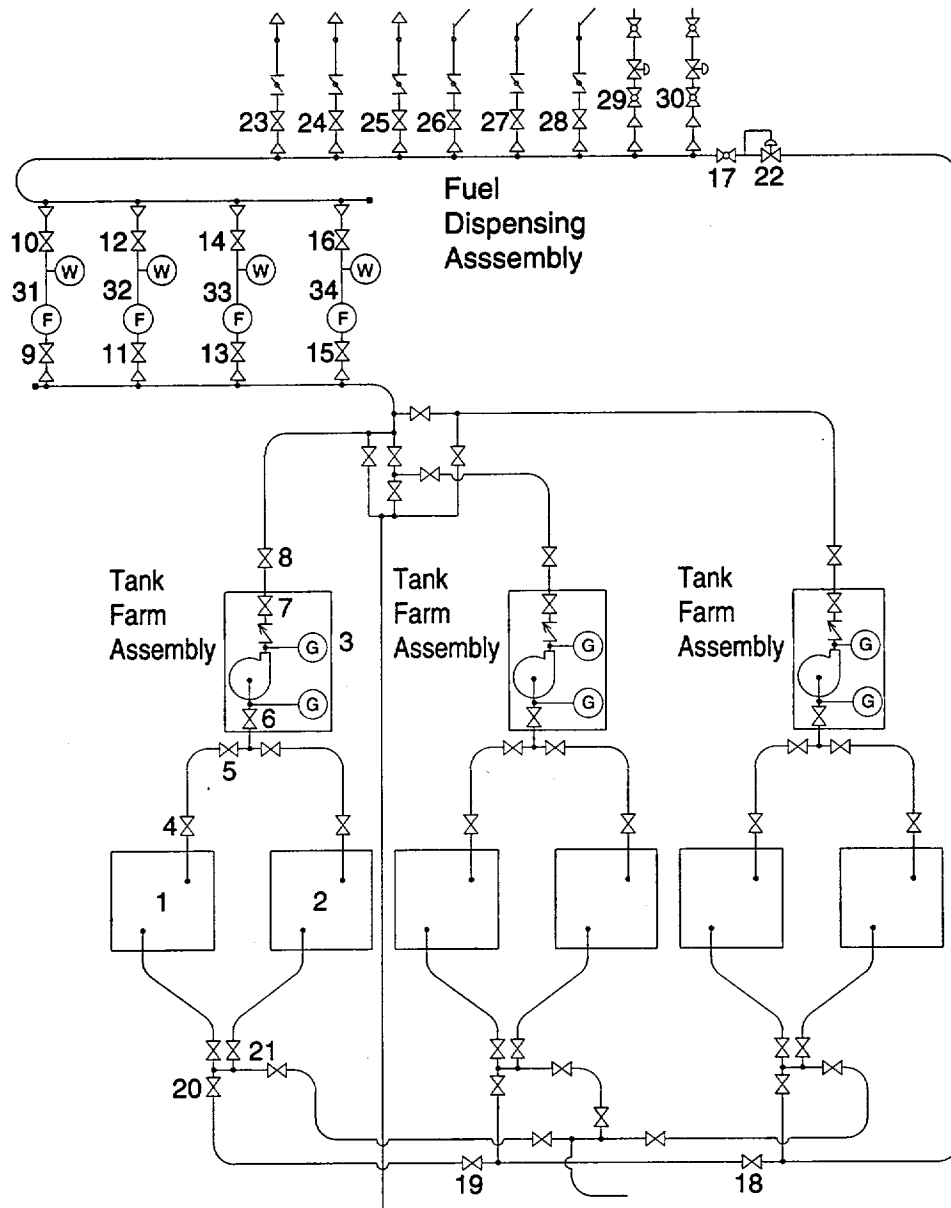 23 24 25 26 27 28 29 30
17 22
Fuel
Dispensing
Asssembly
10 12 14 16
W W W W
31 32 33 34
F F F F
9 11 13 15
8
Tank
Farm
Assembly
7
3
G
G
6
Tank
Farm
Assembly
G
G
Tank
Farm
Assembly
G
G
5
4
1 2
21
20
19 18